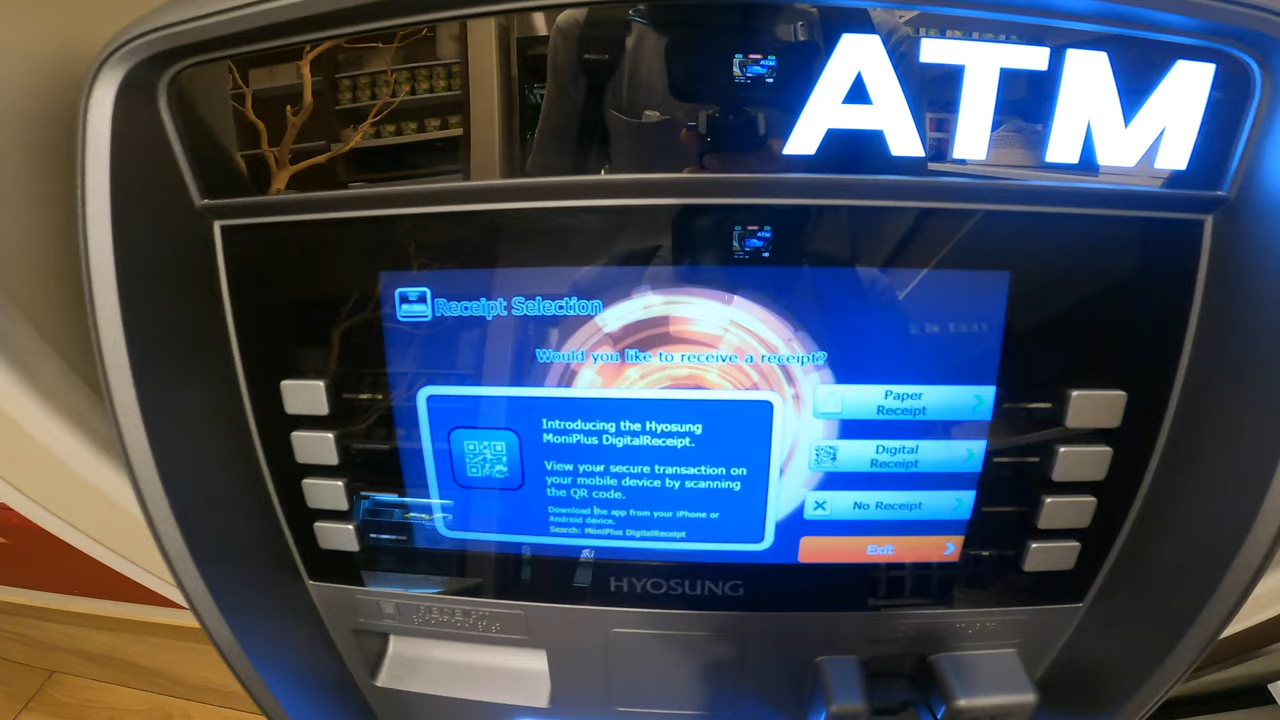 ATM
Receipt Selection
Would you like to receive a receipt?
Introducing the Hyosung
MoniPlus DigitalReceipt.
View your secure transaction on
your mobile device by scanning
the QR code.
Download the app from your iPhone or
Android device.
Search: MoniPlus DigitalReceipt
Paper
Receipt
Digital
Receipt
No Receipt
Exit
HYOSUNG
RECEIPT